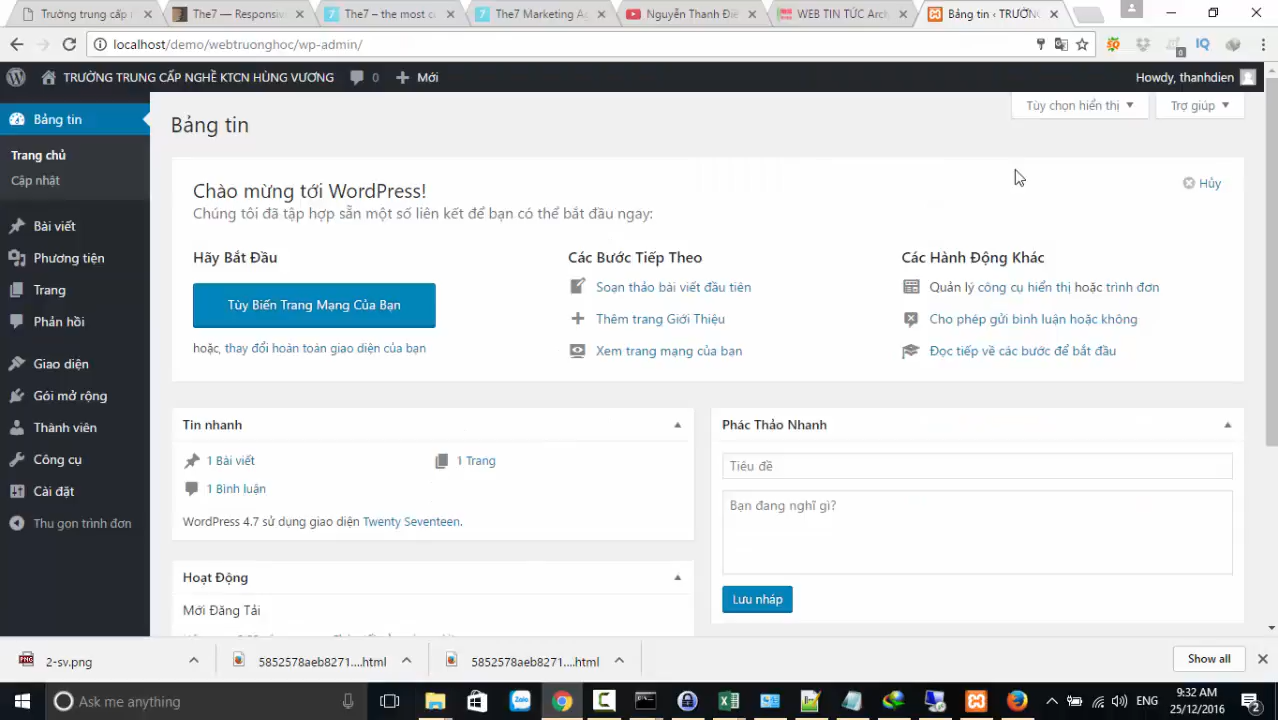 Trường trung cấp n
The7 — Responsiv
The7 – the most c
The7 Marketing A
Nguyễn Thanh Điề
WEB TIN TỨC Arch
Bảng tin ‹ TRƯỜN
localhost/demo/webtruonghoc/wp-admin/
TRƯỜNG TRUNG CẤP NGHỀ KTCN HÙNG VƯƠNG
0
Mới
Howdy, thanhdien
Bảng tin
Trang chủ
Cập nhật
Bài viết
Phương tiện
Trang
Phản hồi
Giao diện
Gói mở rộng
Thành viên
Công cụ
Cài đặt
Thu gọn trình đơn
Tùy chọn hiển thị
Trợ giúp
Bảng tin
Chào mừng tới WordPress!
Hủy
Chúng tôi đã tập hợp sẵn một số liên kết để bạn có thể bắt đầu ngay:
Hãy Bắt Đầu
Tùy Biến Trang Mạng Của Bạn
hoặc, thay đổi hoàn toàn giao diện của bạn
Các Bước Tiếp Theo
Soạn thảo bài viết đầu tiên
Thêm trang Giới Thiệu
Xem trang mạng của bạn
Các Hành Động Khác
Quản lý công cụ hiển thị hoặc trình đơn
Cho phép gửi bình luận hoặc không
Đọc tiếp về các bước để bắt đầu
Tin nhanh
1 Bài viết
1 Trang
1 Bình luận
WordPress 4.7 sử dụng giao diện Twenty Seventeen.
Hoạt Động
Mới Đăng Tải
Phác Thảo Nhanh
Tiêu đề
Bạn đang nghĩ gì?
Lưu nháp
2-sv.png
5852578aeb8271....html
5852578aeb8271....html
Show all
Ask me anything
ENG
9:32 AM
25/12/2016
2